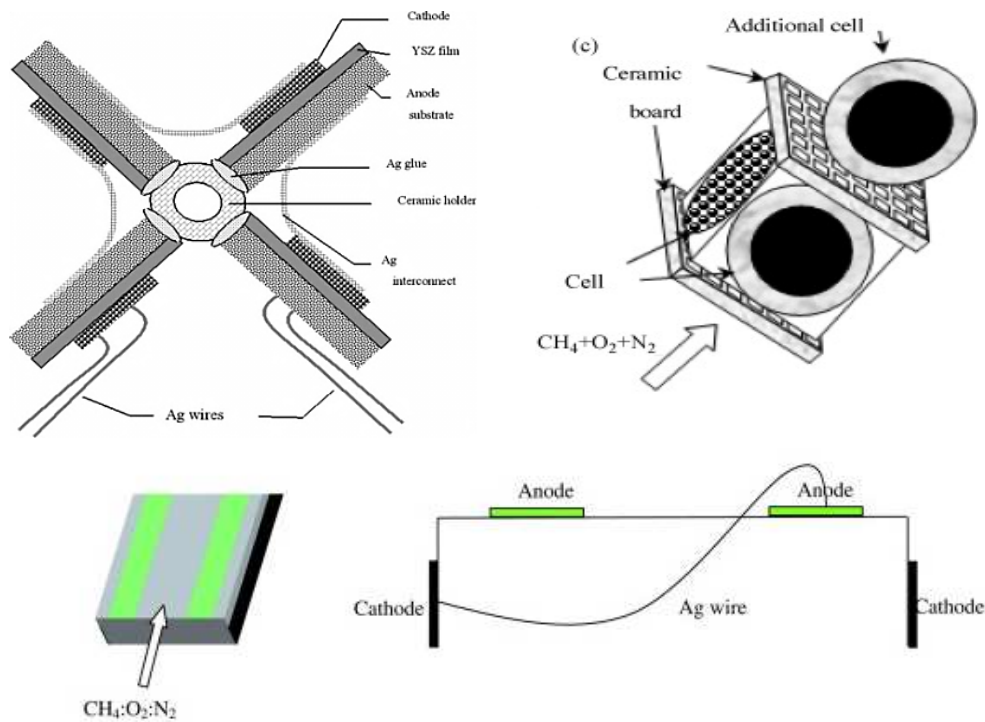 Cathode
YSZ film
Anode
substrate
Ag glue
Ceramic holder
Ag
interconnect
Ag wires
(c)
Additional cell
Ceramic
board
Cell
CH₄+O₂+N₂
CH₄:O₂:N₂
Anode
Anode
Cathode
Ag wire
Cathode